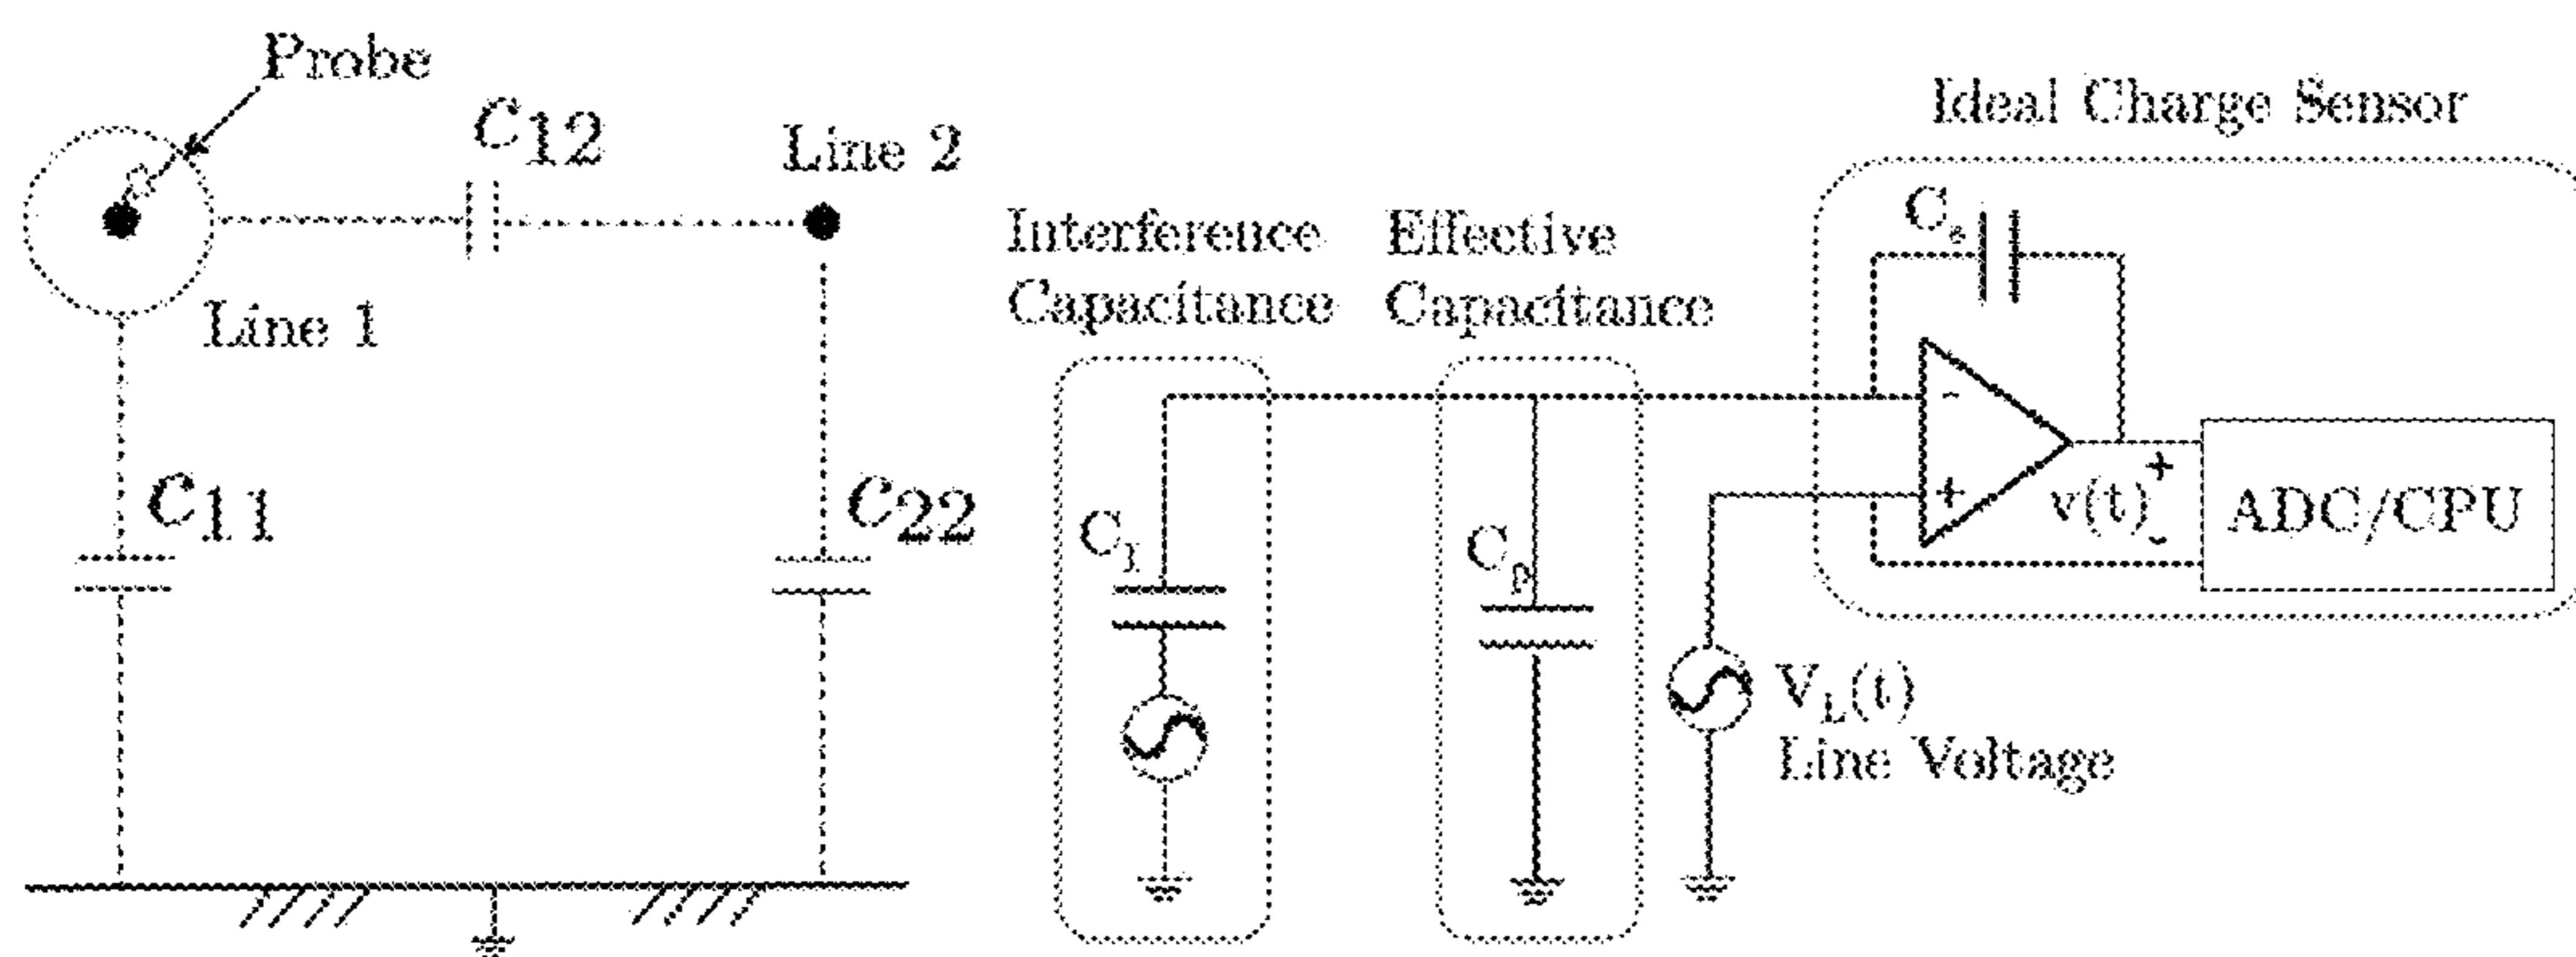 Probe
C12
Line 2
Line 1
C11
C22
Interference
Capacitance
Effective
Capacitance
Ideal Charge Sensor
Cs
-
+
v(t)
+
-
ADC/CPU
CI
Cp
VL(t)
Line Voltage